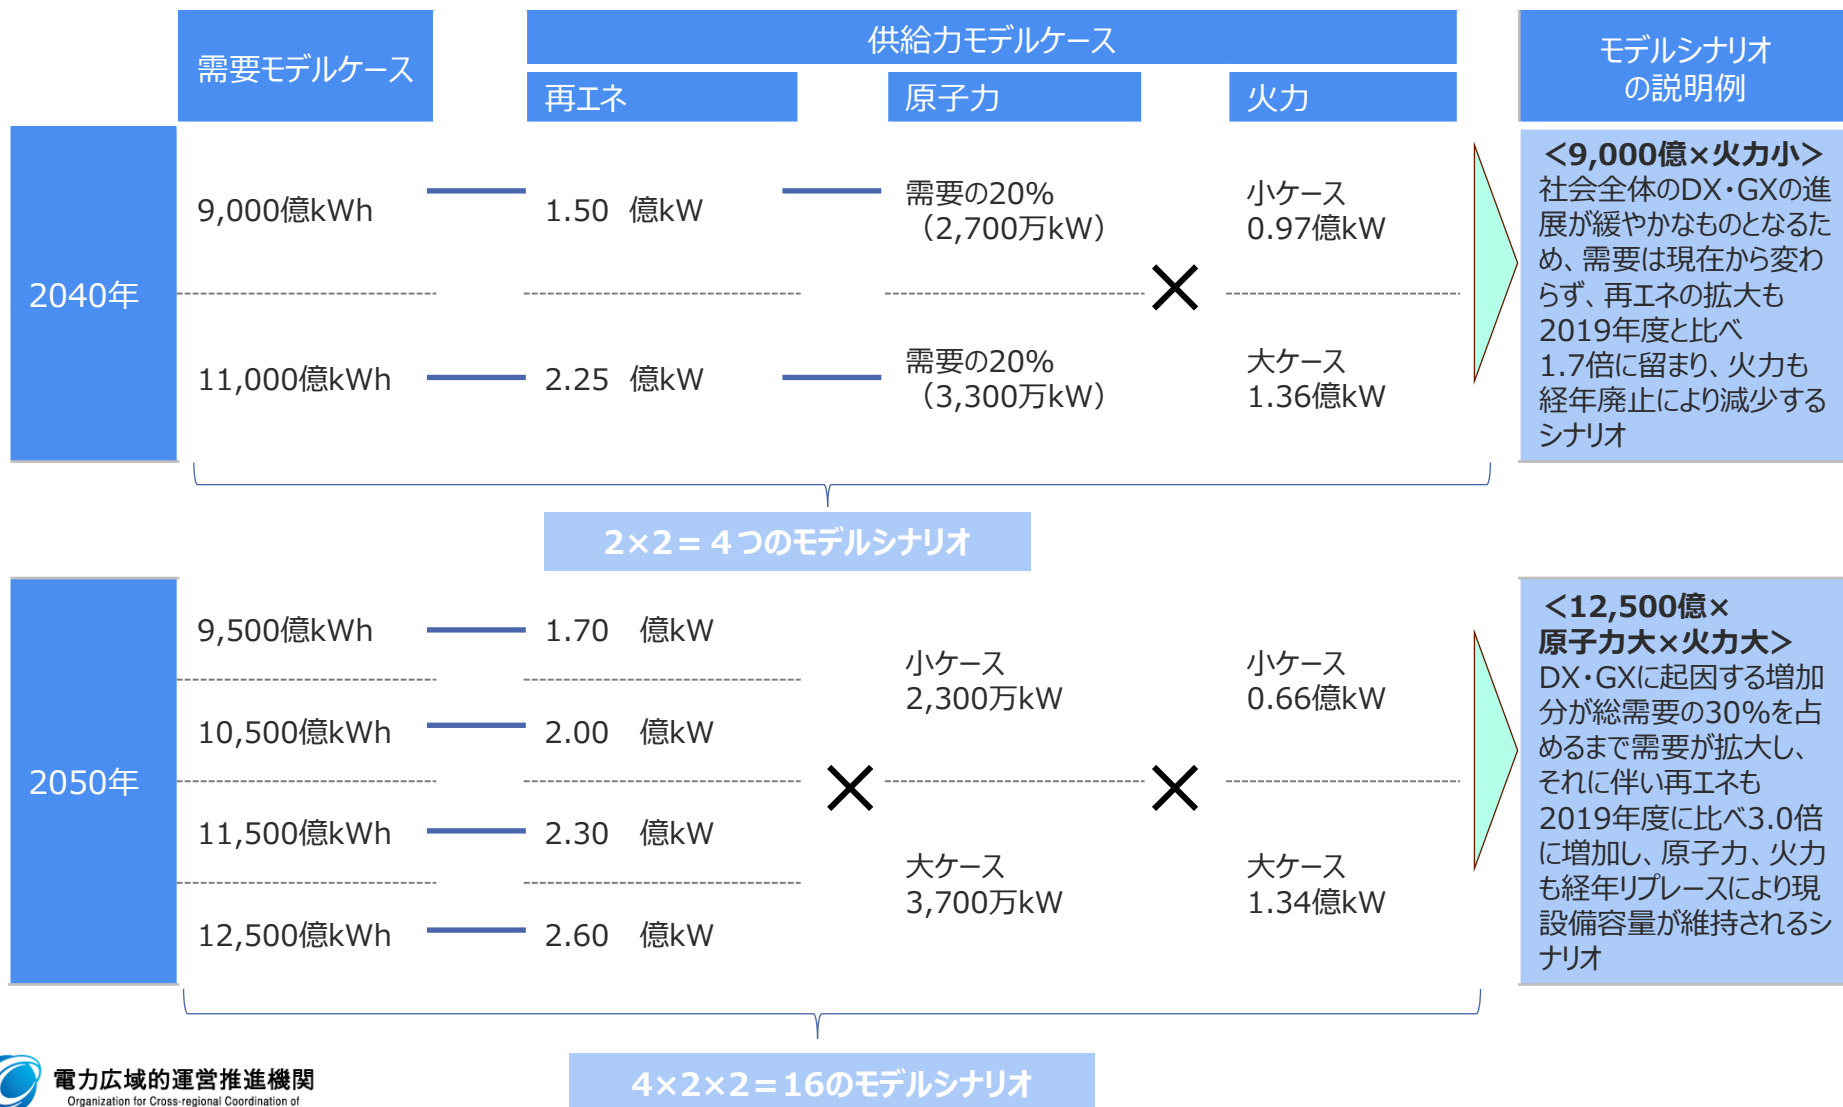 需要モデルケース
供給力モデルケース
再エネ
原子力
火力
モデルシナリオ
の説明例
2040年
9,000億kWh
1.50 億kW
需要の20%
（2,700万kW）
小ケース
0.97億kW
11,000億kWh
2.25 億kW
需要の20%
（3,300万kW）
大ケース
1.36億kW
×
＜9,000億×火力小＞
社会全体のDX・GXの進
展が緩やかなものとなるた
め、需要は現在から変わ
らず、再エネの拡大も
2019年度と比べ
1.7倍に留まり、火力も
経年廃止により減少する
シナリオ
2×2＝４つのモデルシナリオ
2050年
9,500億kWh
1.70 億kW
10,500億kWh
2.00 億kW
11,500億kWh
2.30 億kW
12,500億kWh
2.60 億kW
×
小ケース
2,300万kW
大ケース
3,700万kW
×
小ケース
0.66億kW
大ケース
1.34億kW
＜12,500億×
原子力大×火力大＞
DX・GXに起因する増加
分が総需要の30%を占
めるまで需要が拡大し、
それに伴い再エネも
2019年度に比べ3.0倍
に増加し、原子力、火力
も経年リプレースにより現
設備容量が維持されるシ
ナリオ
4×2×2＝16のモデルシナリオ
電力広域的運営推進機関
Organization for Cross-regional Coordination of